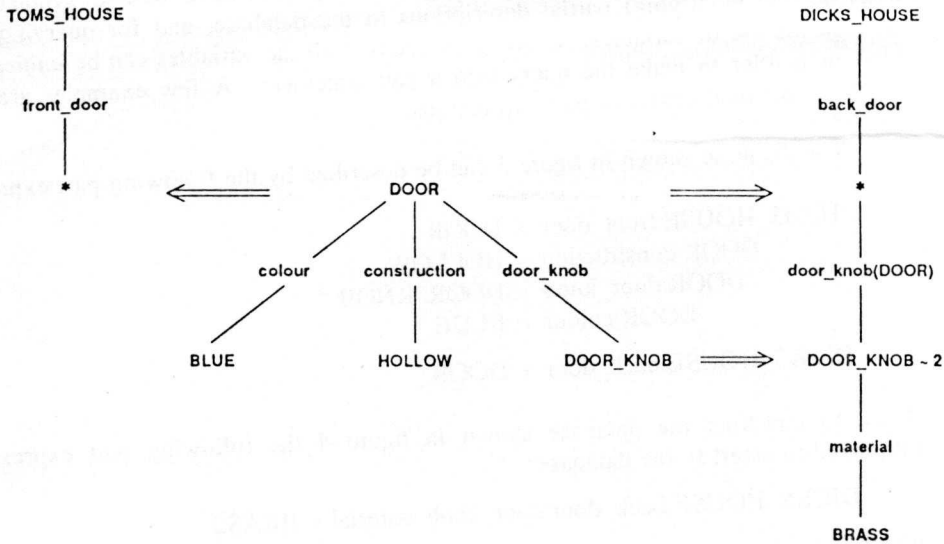 TOMS_HOUSE DICKS_HOUSE
front_door back_door
* DOOR *
colour construction door_knob door_knob(DOOR)
BLUE HOLLOW DOOR_KNOB DOOR_KNOB ~ 2
material
BRASS